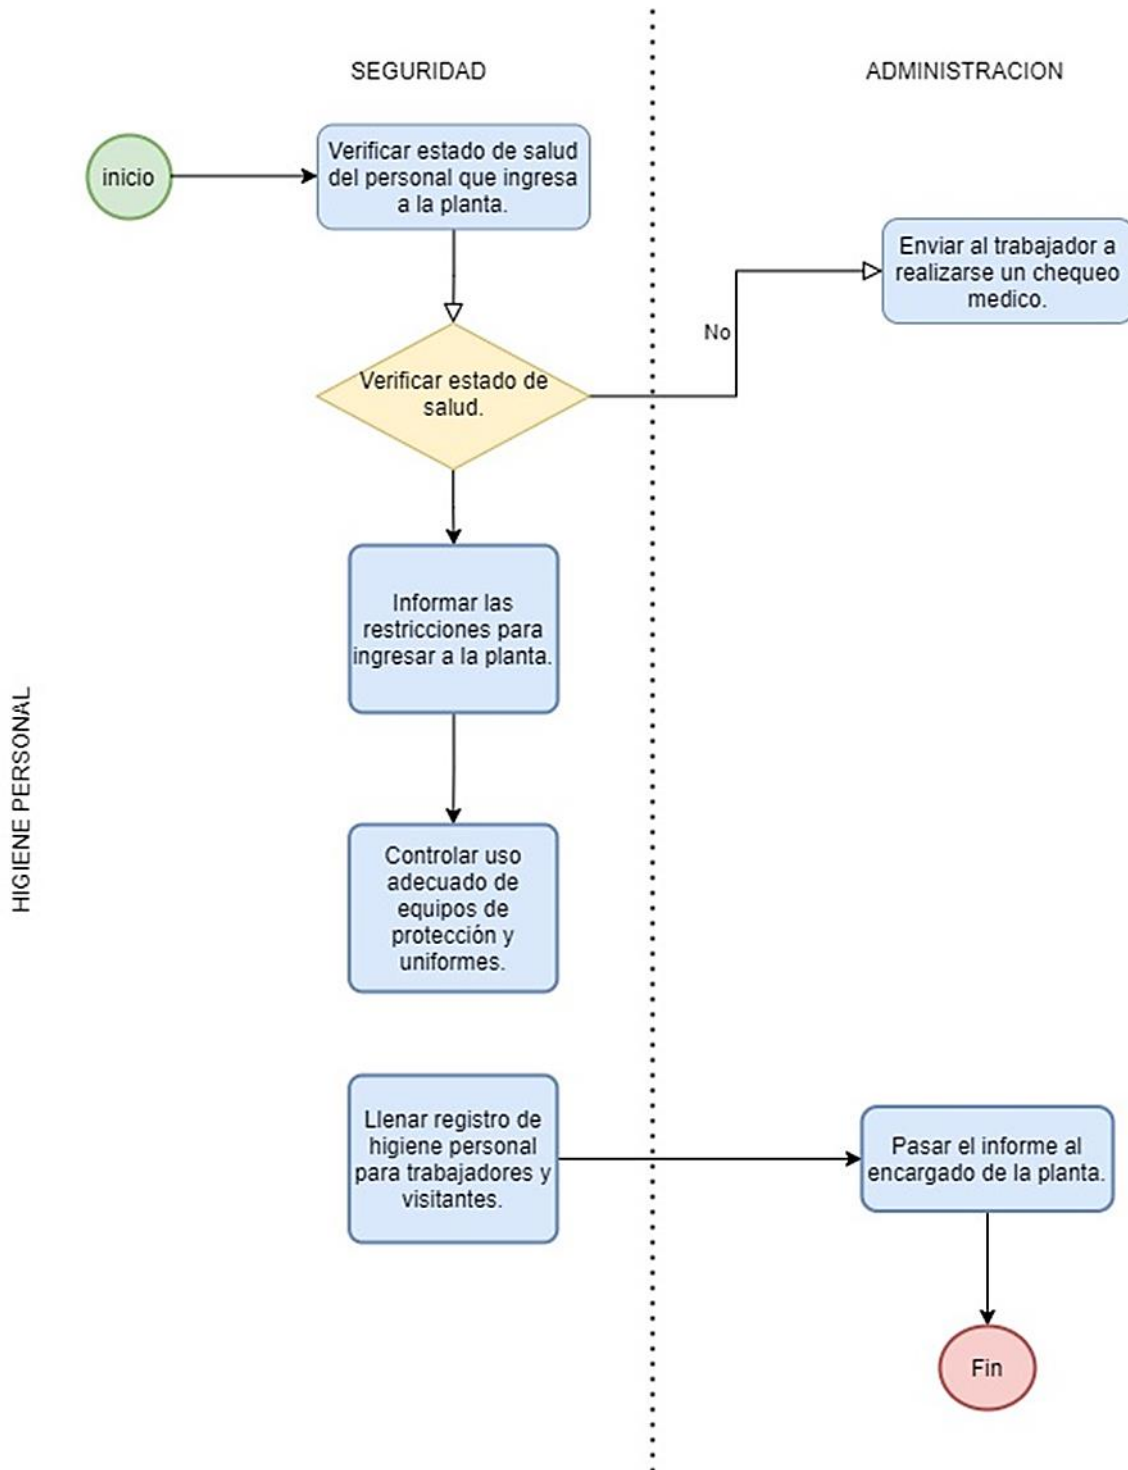 SEGURIDAD
ADMINISTRACION
inicio
Verificar estado de salud
del personal que ingresa
a la planta.
Enviar al trabajador a
realizarse un chequeo
medico.
No
Verificar estado de
salud.
Informar las
restricciones para
ingresar a la planta.
HIGIENE PERSONAL
Controlar uso
adecuado de
equipos de
protección y
uniformes.
Llenar registro de
higiene personal
para trabajadores y
visitantes.
Pasar el informe al
encargado de la planta.
Fin